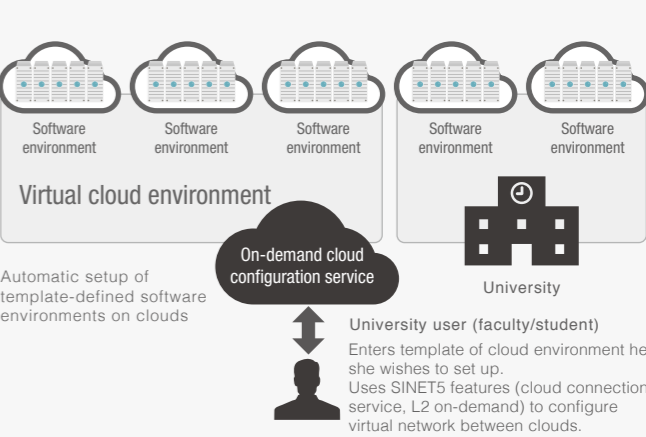 Software
environment
Software
environment
Software
environment
Software
environment
Software
environment
Virtual cloud environment
On-demand cloud
configuration service
Automatic setup of
template-defined software
environments on clouds
University
University user (faculty/student)
Enters template of cloud environment he
she wishes to set up.
Uses SINET5 features (cloud connection
service, L2 on-demand) to configure
virtual network between clouds.